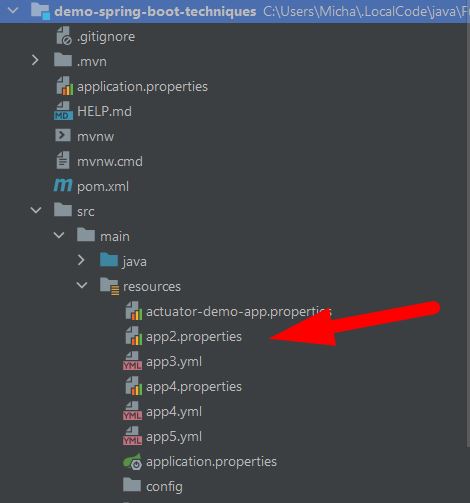 demo-spring-boot-techniques C:\Users\Micha\.LocalCode\java\F
.gitignore
.mvn
application.properties
HELP.md
mvnw
mvnw.cmd
pom.xml
src
main
java
resources
actuator-demo-app.properties
app2.properties
YML app3.yml
app4.properties
YML app4.yml
YML app5.yml
application.properties
config